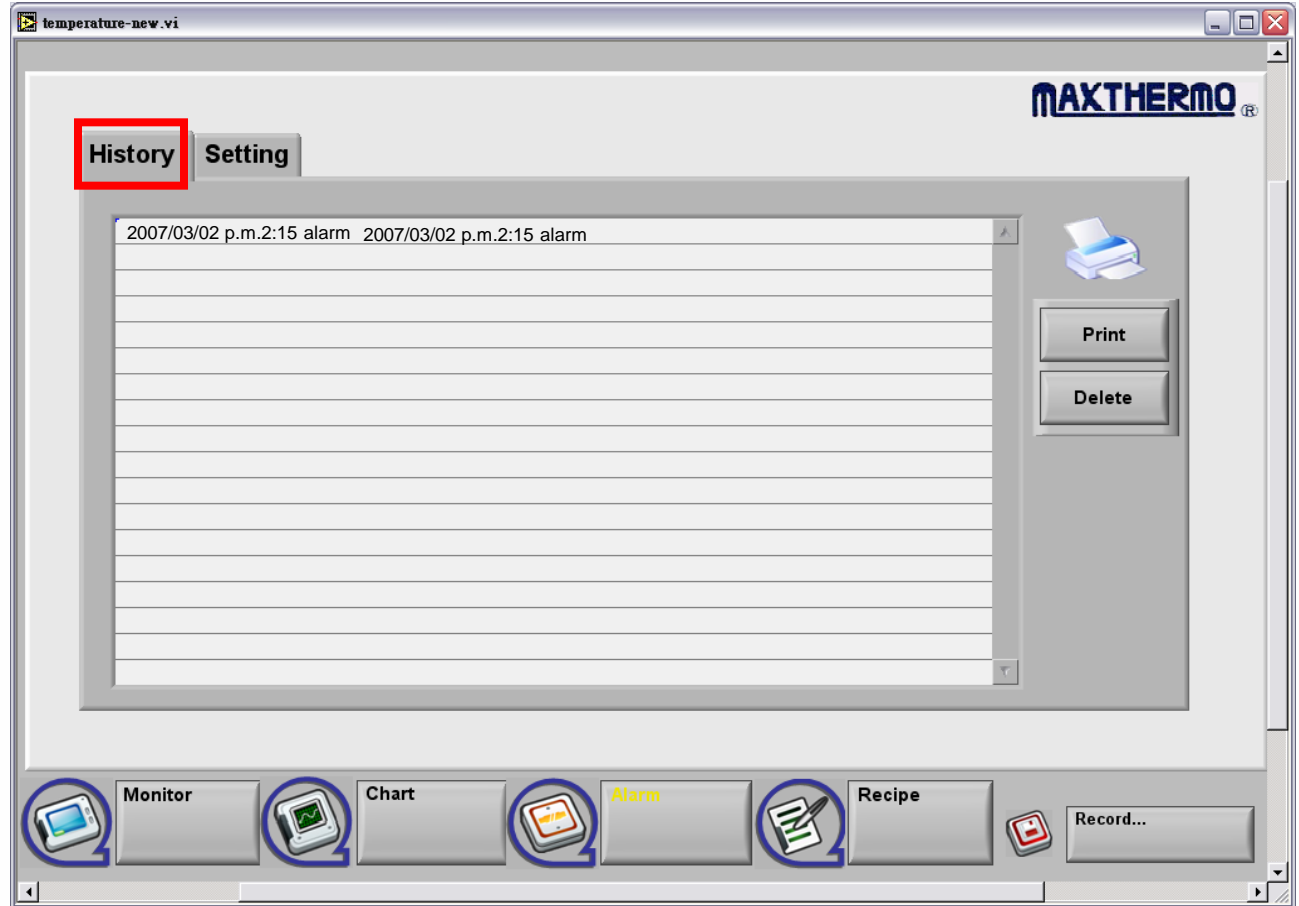 temperature-new.vi
MAXTHERMO ®
History Setting
2007/03/02 p.m.2:15 alarm 2007/03/02 p.m.2:15 alarm
Print
Delete
Monitor Chart Alarm Recipe
Record...